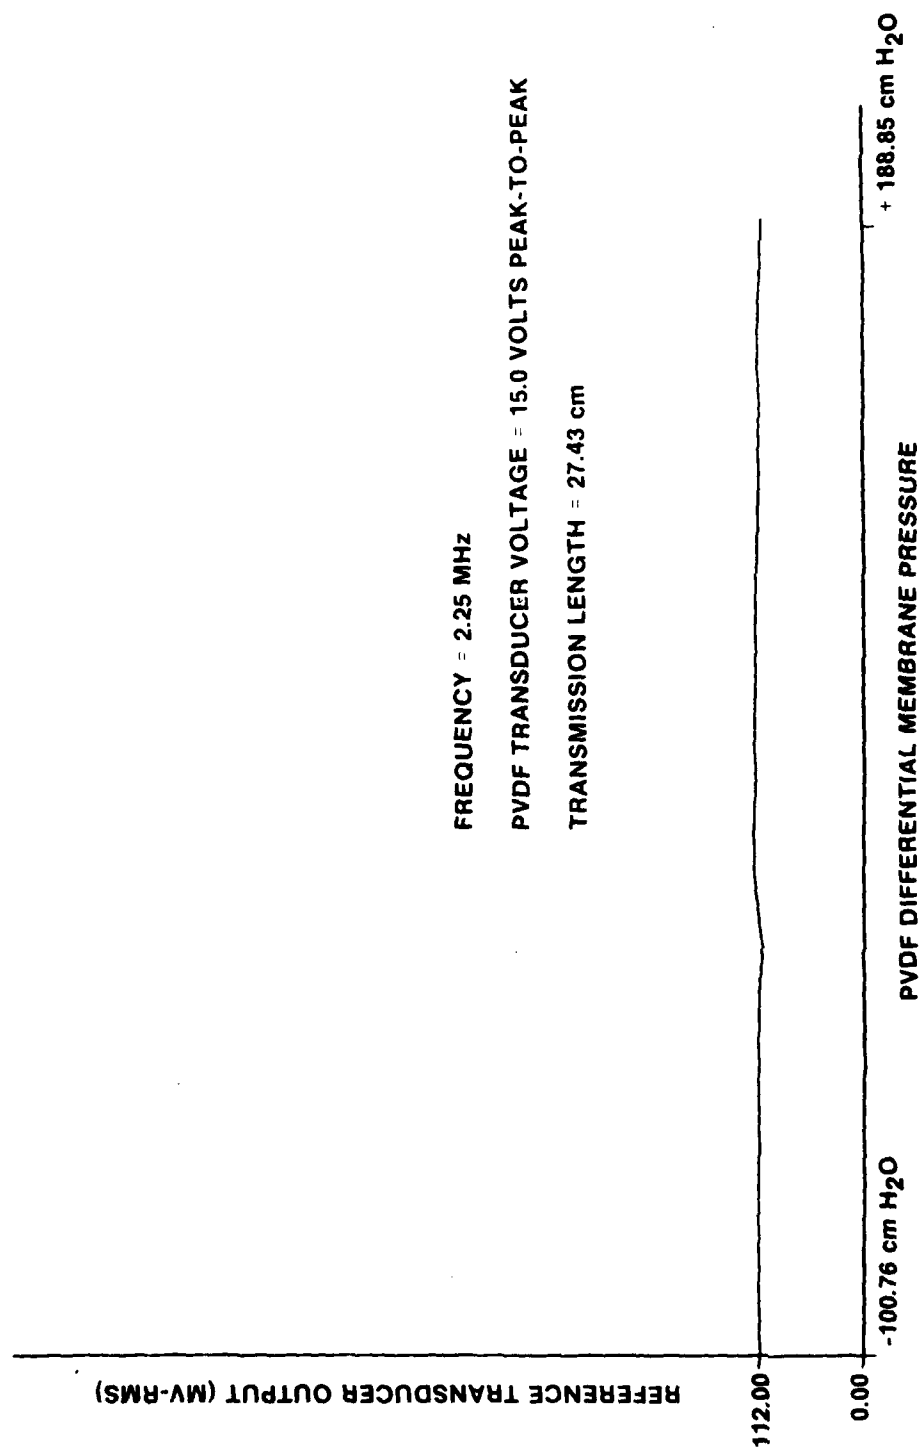 REFERENCE TRANSDUCER OUTPUT (MV-RMS)
FREQUENCY = 2.25 MHz
PVDF TRANSDUCER VOLTAGE = 15.0 VOLTS PEAK-TO-PEAK
TRANSMISSION LENGTH = 27.43 cm
112.00
0.00
-100.76 cm H2O
+ 188.85 cm H2O
PVDF DIFFERENTIAL MEMBRANE PRESSURE